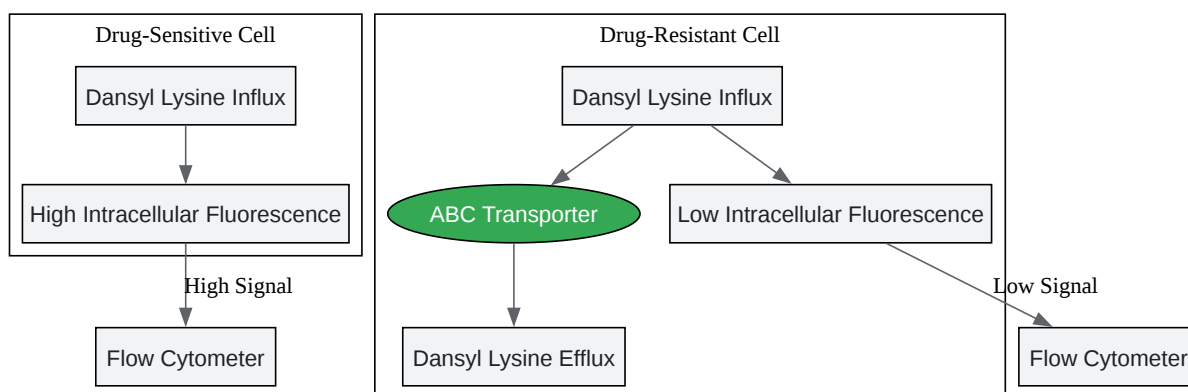 Drug-Sensitive Cell
Dansyl Lysine Influx
High Intracellular Fluorescence
High Signal
Flow Cytometer
Drug-Resistant Cell
Dansyl Lysine Influx
ABC Transporter
Low Intracellular Fluorescence
Low Signal
Dansyl Lysine Efflux
Flow Cytometer